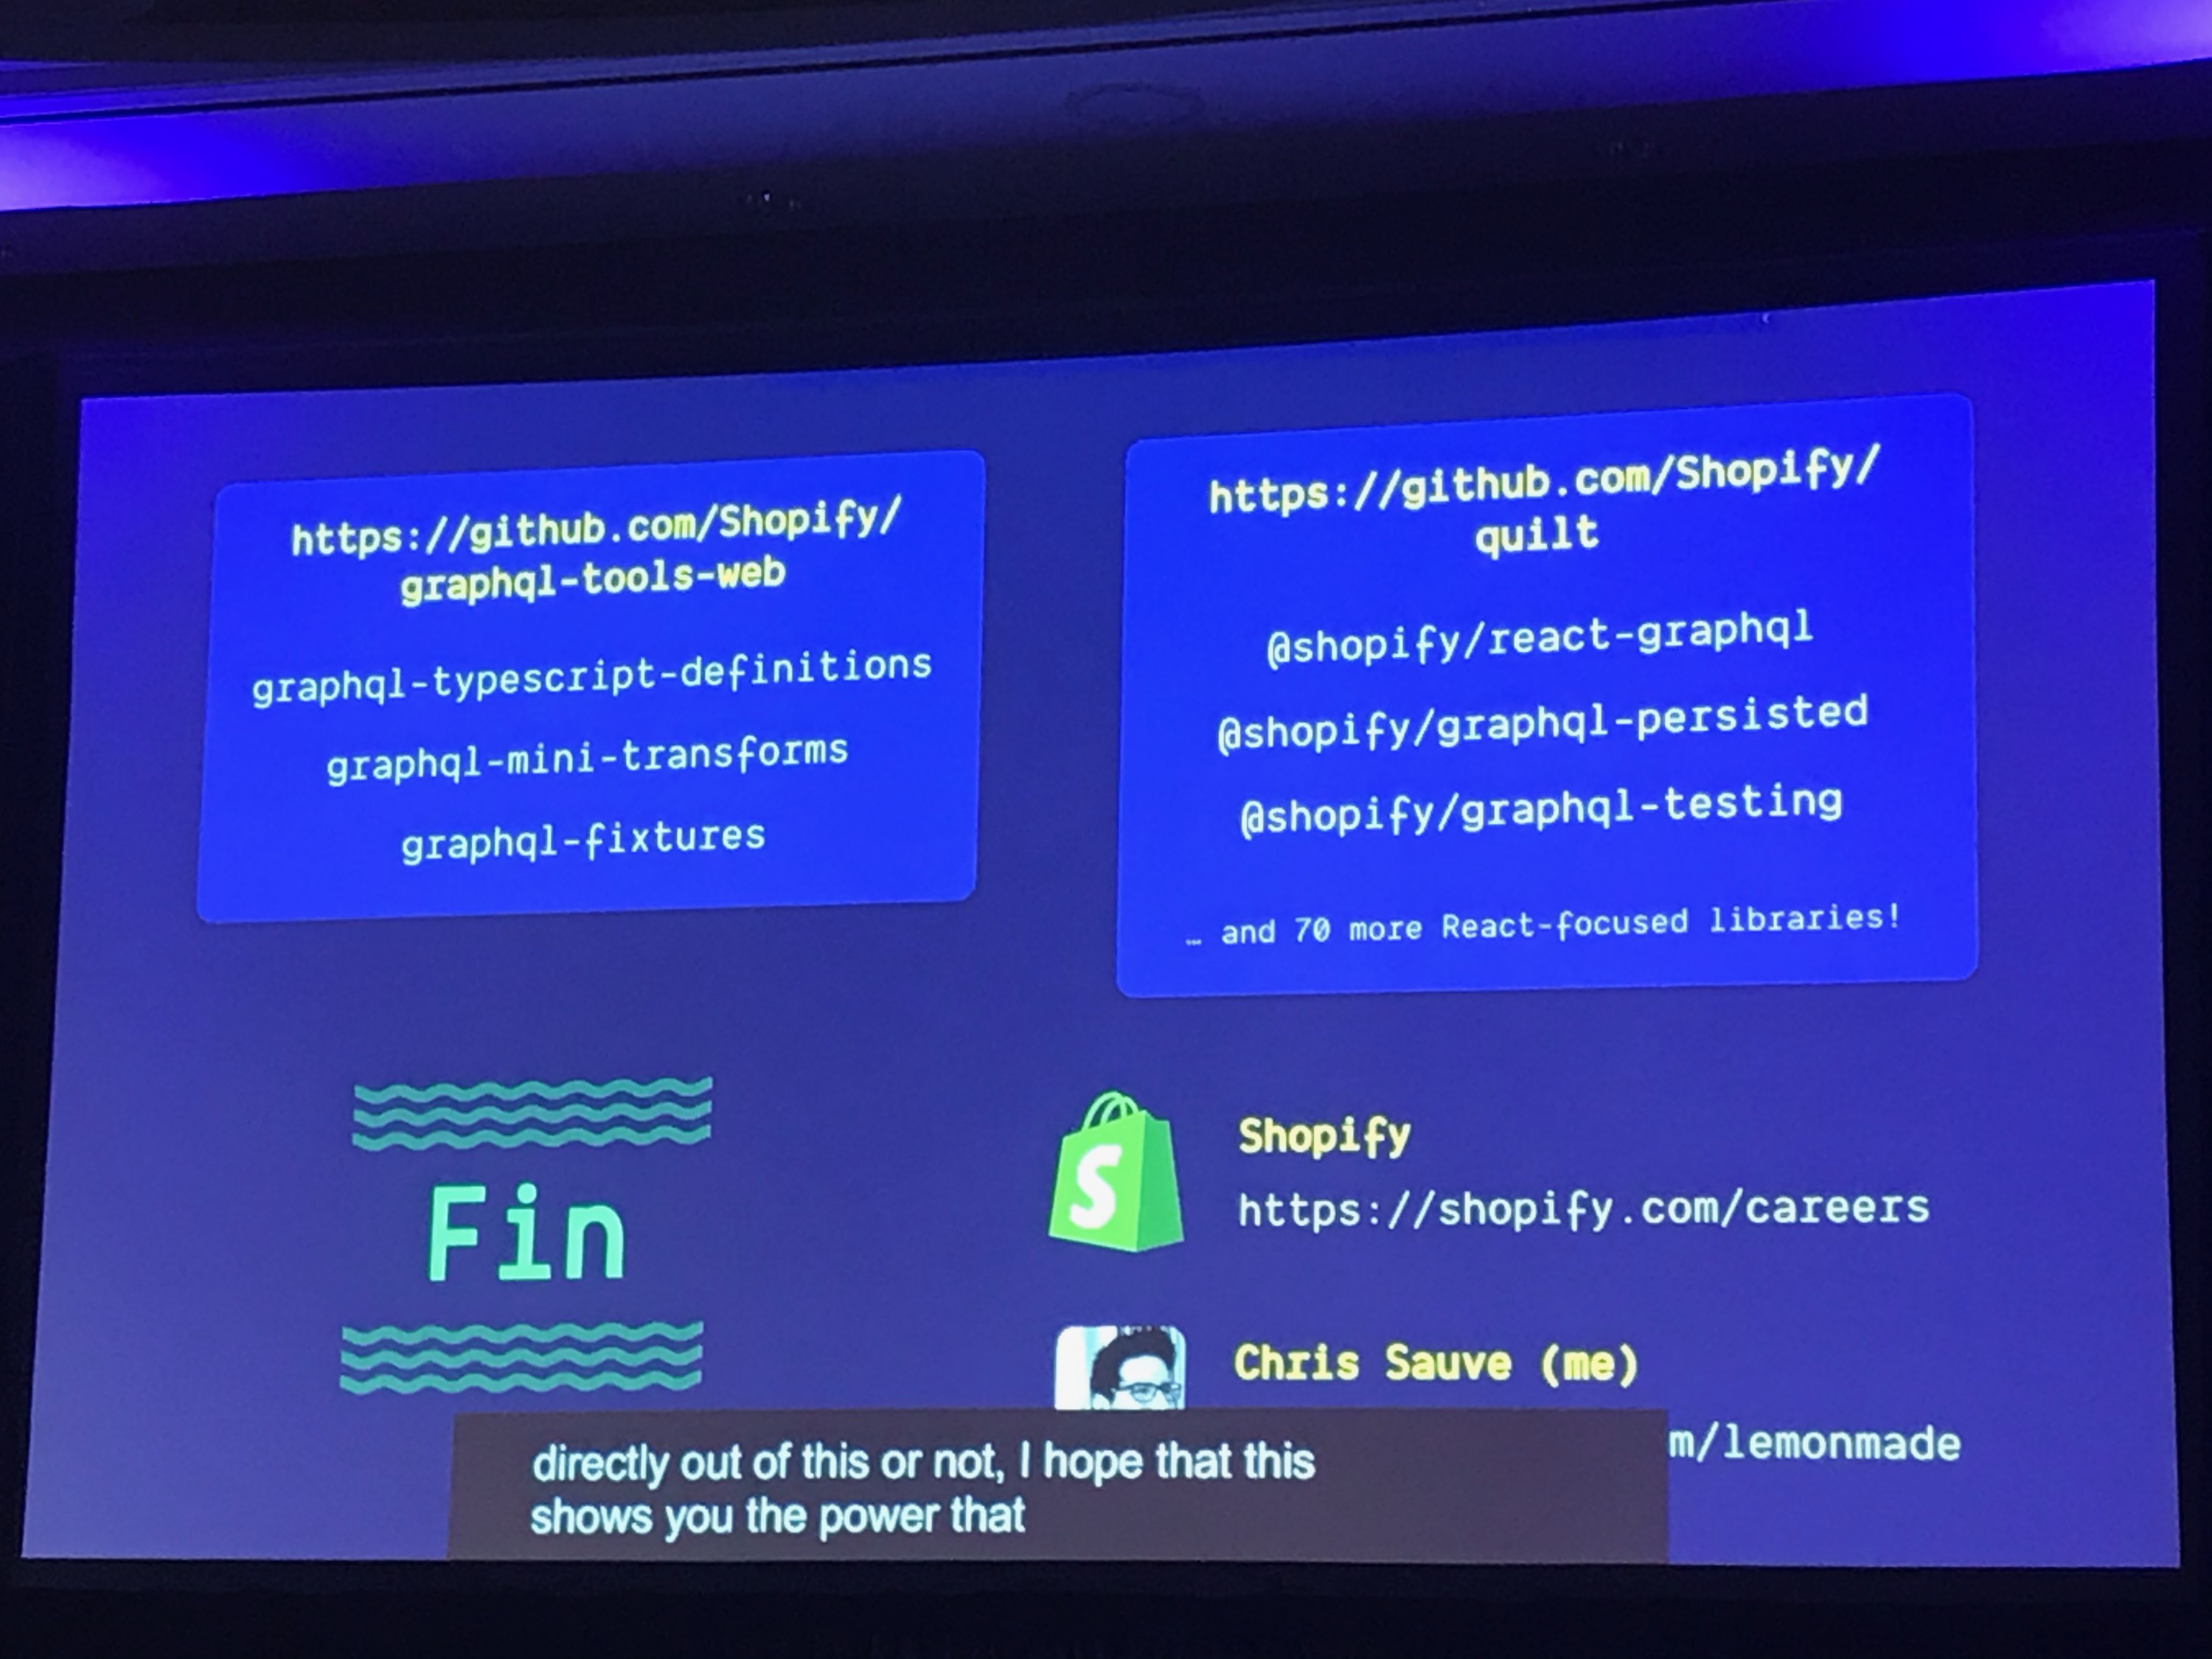 https://github.com/Shopify/
graphql-tools-web
graphql-typescript-definitions
graphql-mini-transforms
graphql-fixtures
https://github.com/Shopify/
quilt
@shopify/react-graphql
@shopify/graphql-persisted
@shopify/graphql-testing
… and 70 more React-focused libraries!
Fin
S
Shopify
https://shopify.com/careers
Chris Sauve (me)
m/lemonmade
directly out of this or not, I hope that this
shows you the power that